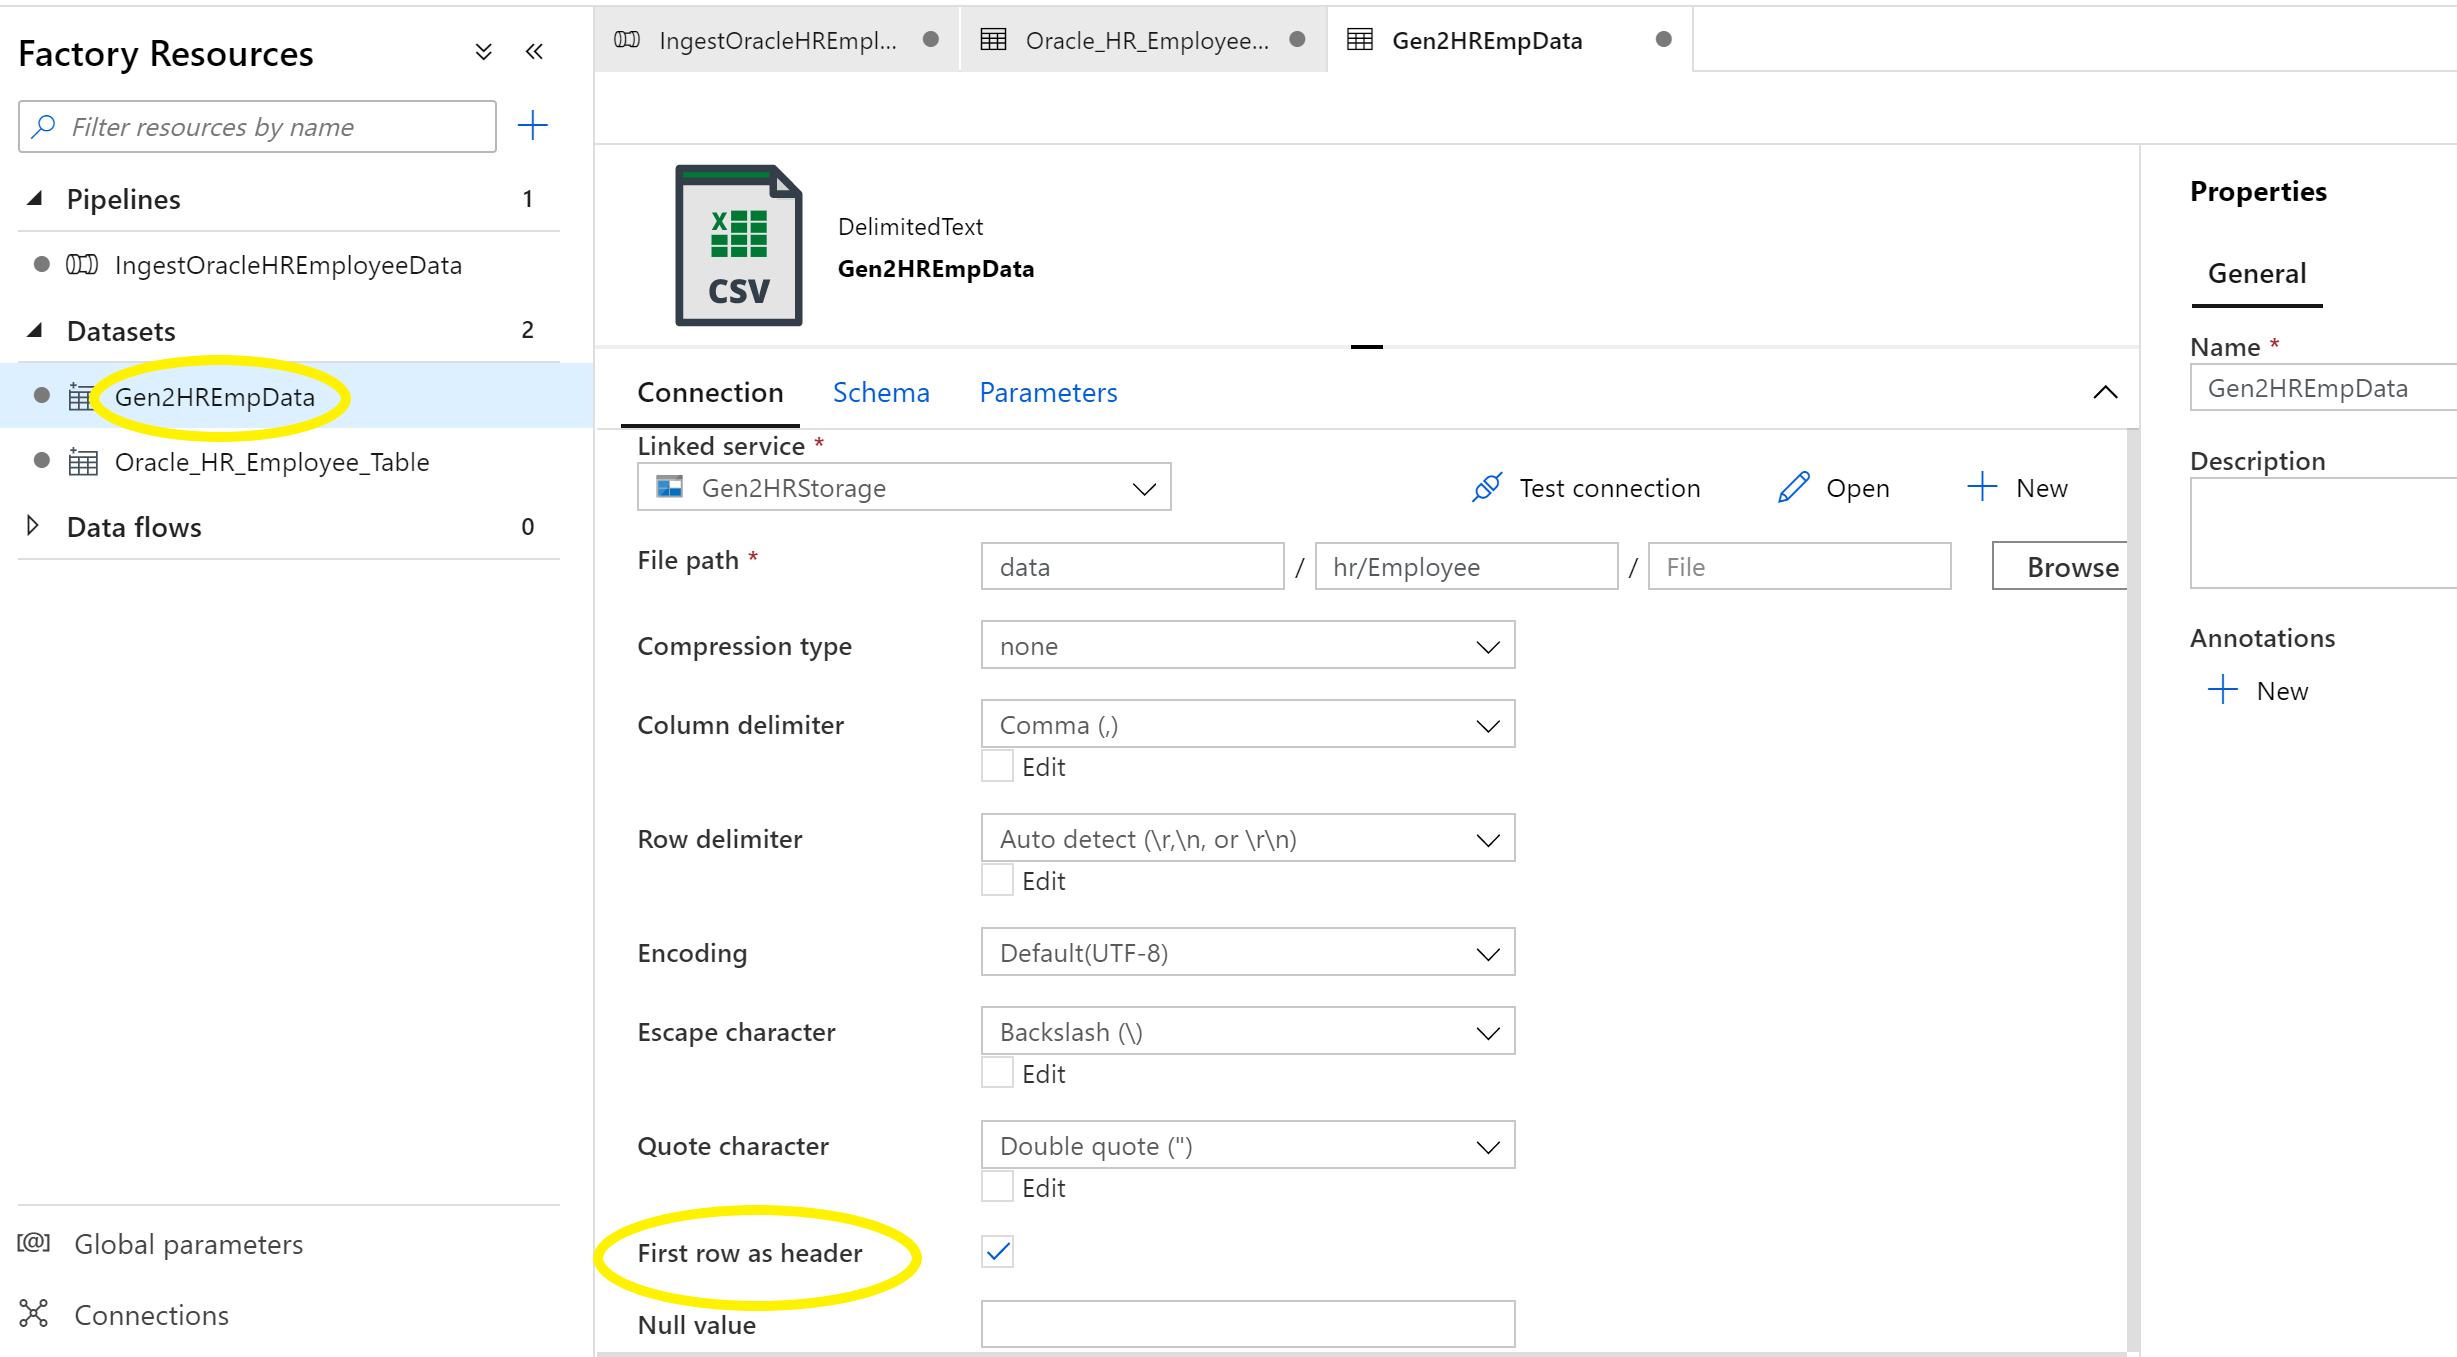 Factory Resources
Filter resources by name
Pipelines 1
IngestOracleHREmployeeData
Datasets 2
Gen2HREmpData
Oracle_HR_Employee_Table
Data flows 0
Global parameters
Connections
IngestOracleHREmpl...
Oracle_HR_Employee...
Gen2HREmpData
X
CSV
DelimitedText
Gen2HREmpData
Connection Schema Parameters
Linked service *
Gen2HRStorage
Test connection Open New
File path * data / hr/Employee / File Browse
Compression type none
Column delimiter Comma (,)
Edit
Row delimiter Auto detect (\r,\n, or \r\n)
Edit
Encoding Default(UTF-8)
Escape character Backslash (\)
Edit
Quote character Double quote (")
Edit
First row as header
Null value
Properties
General
Name *
Gen2HREmpData
Description
Annotations
New